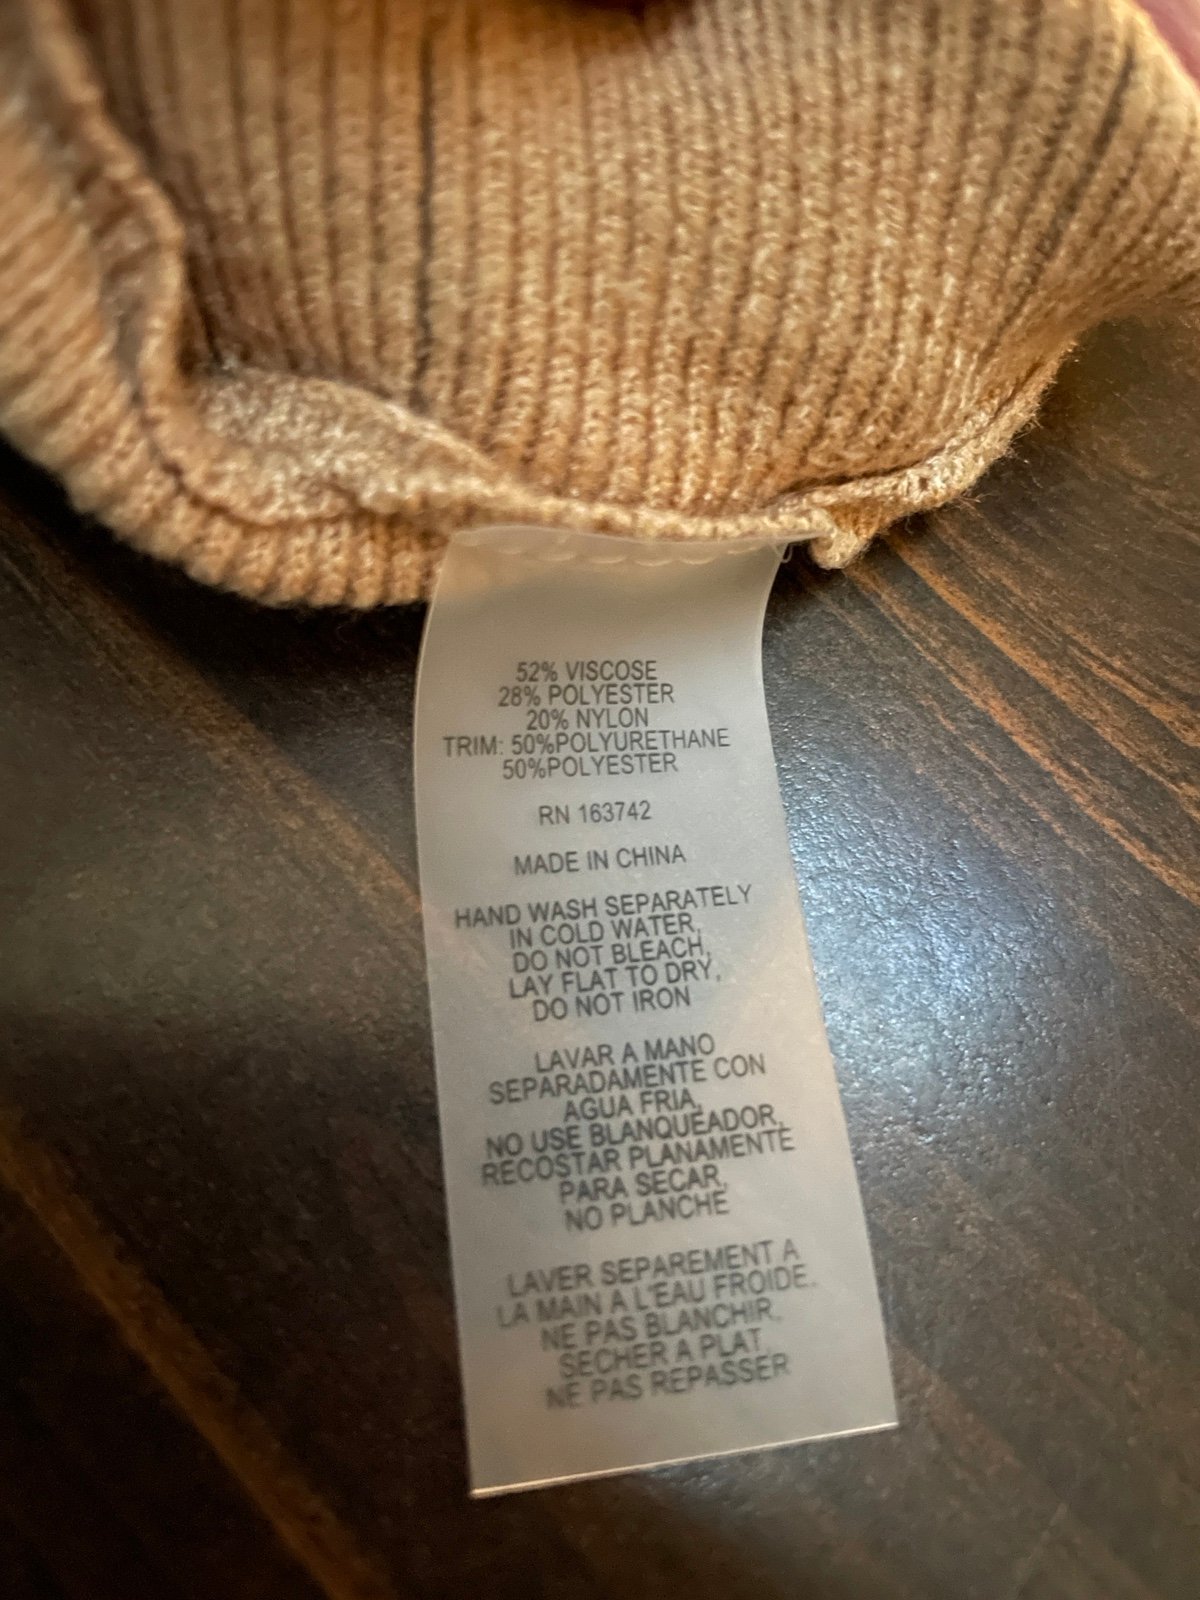 52% VISCOSE
28% POLYESTER
20% NYLON
TRIM: 50%POLYURETHANE
50%POLYESTER
RN 163742
MADE IN CHINA
HAND WASH SEPARATELY
IN COLD WATER,
DO NOT BLEACH,
LAY FLAT TO DRY,
DO NOT IRON
LAVAR A MANO
SEPARADAMENTE CON
AGUA FRIA,
NO USE BLANQUEADOR,
RECOSTAR PLANAMENTE
PARA SECAR,
NO PLANCHE
LAVER SEPAREMENT A
LA MAIN A L'EAU FROIDE.
NE PAS BLANCHIR,
SECHER A PLAT,
NE PAS REPASSER